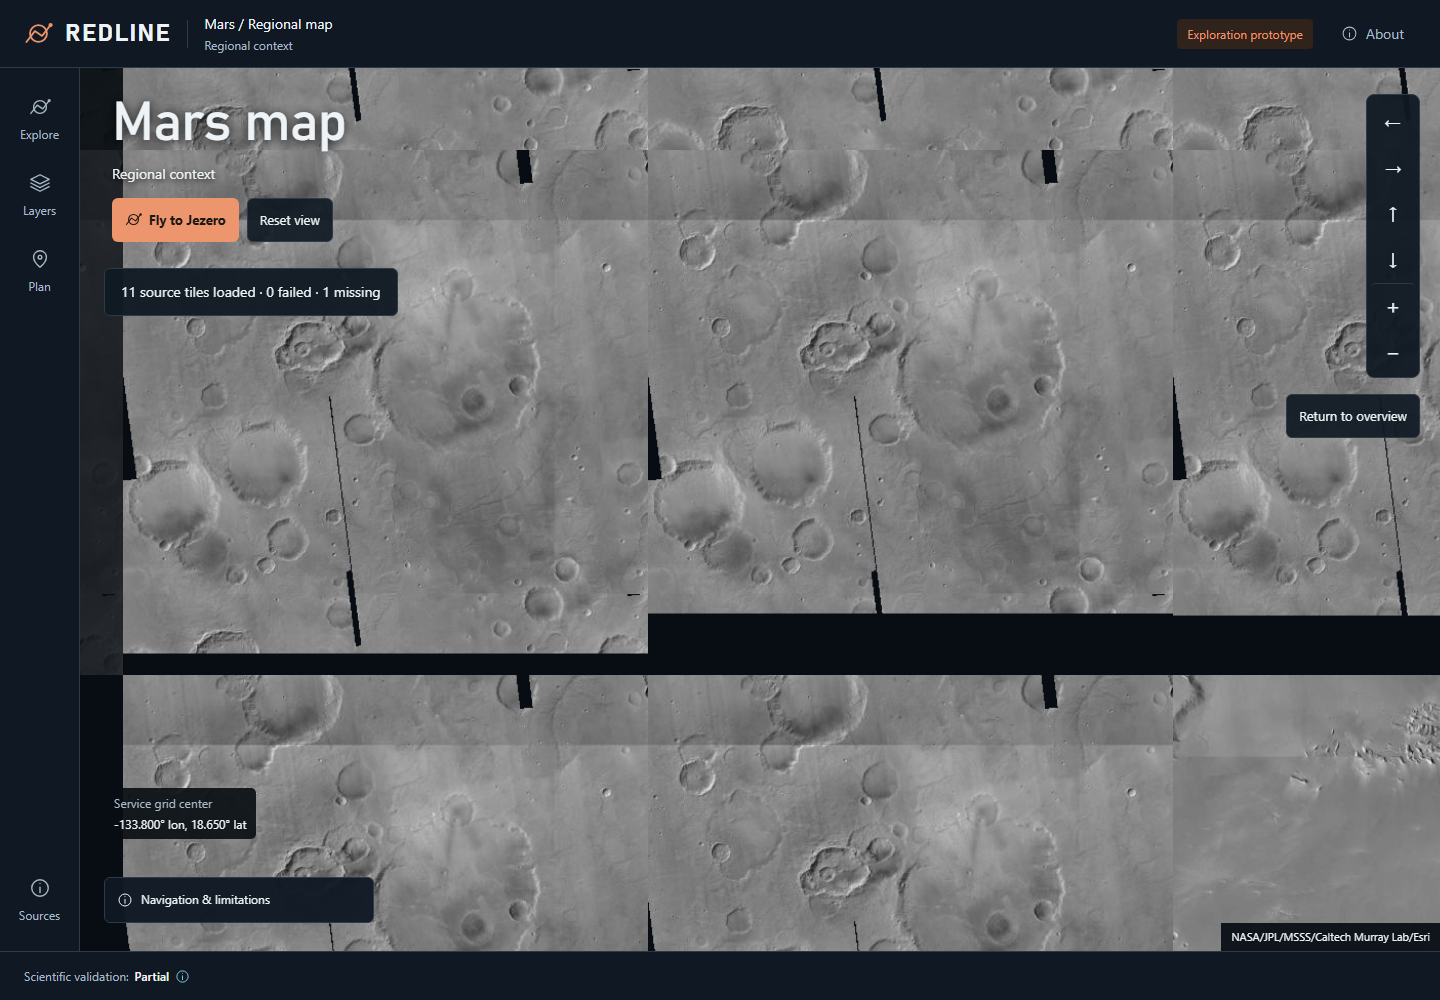 REDLINE
Mars / Regional map
Regional context
Exploration prototype
About
Explore
Layers
Plan
Sources
Mars map
Regional context
Fly to Jezero
Reset view
11 source tiles loaded · 0 failed · 1 missing
←
→
↑
↓
+
−
Return to overview
Service grid center
-133.800° lon, 18.650° lat
Navigation & limitations
NASA/JPL/MSSS/Caltech Murray Lab/Esri
Scientific validation: Partial